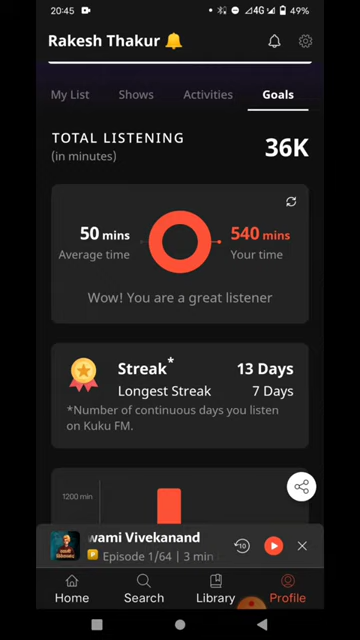 20:45
4G
49%
Rakesh Thakur
My List
Shows
Activities
Goals
TOTAL LISTENING
(in minutes)
36K
50 mins
Average time
540 mins
Your time
Wow! You are a great listener
Streak*
13 Days
Longest Streak
7 Days
*Number of continuous days you listen
on Kuku FM.
1200 min
wami Vivekanand
P Episode 1/64 | 3 min
10
Home
Search
Library
Profile